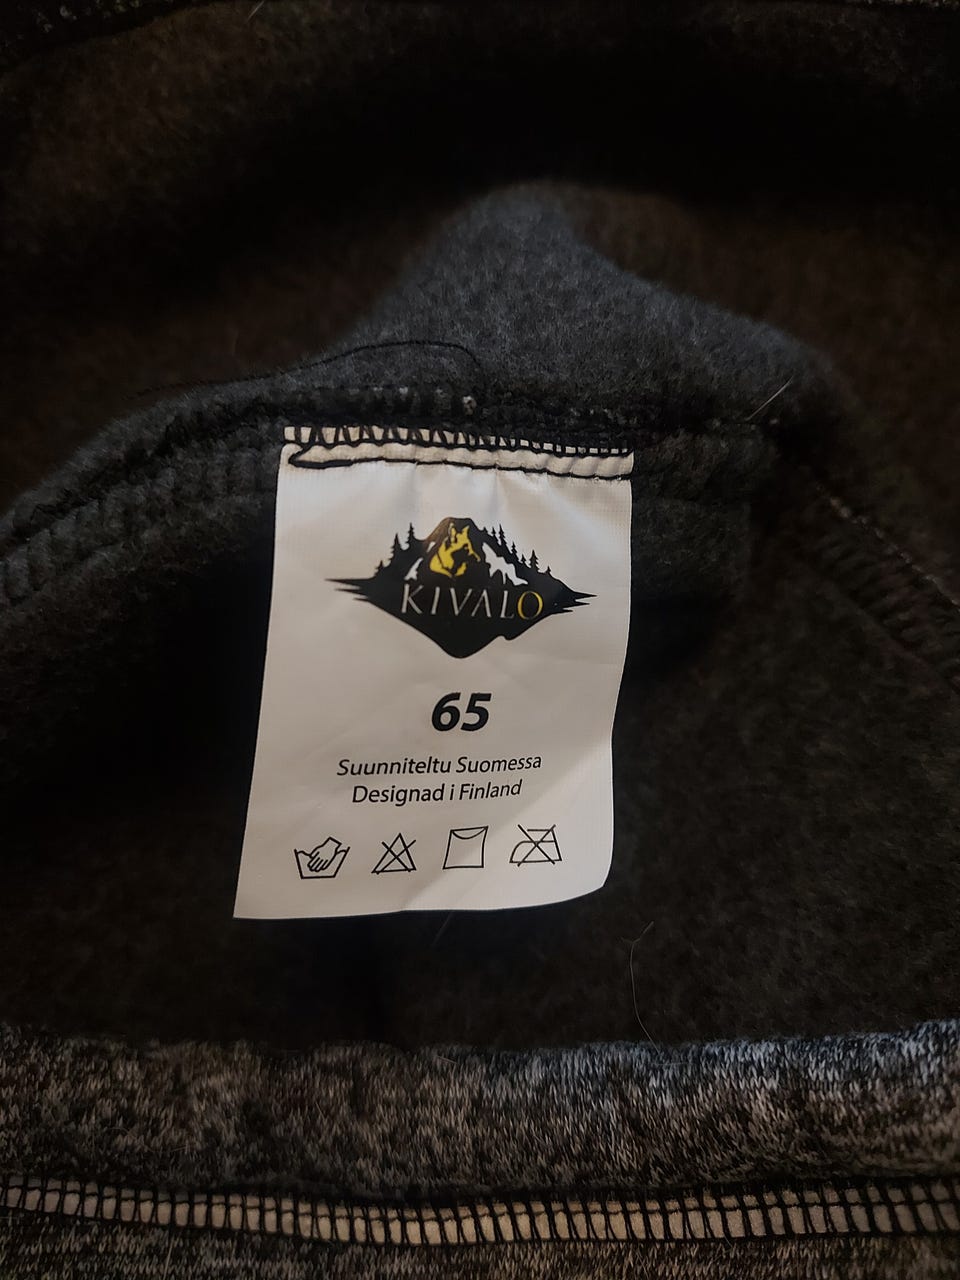 KIVALO
65
Suunniteltu Suomessa
Designad i Finland